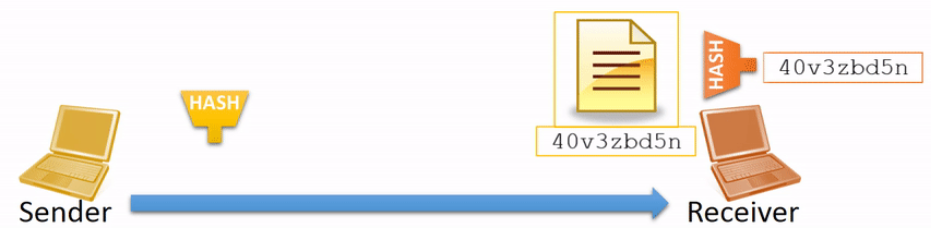 HASH
HASH
40v3zbd5n
40v3zbd5n
Sender
Receiver